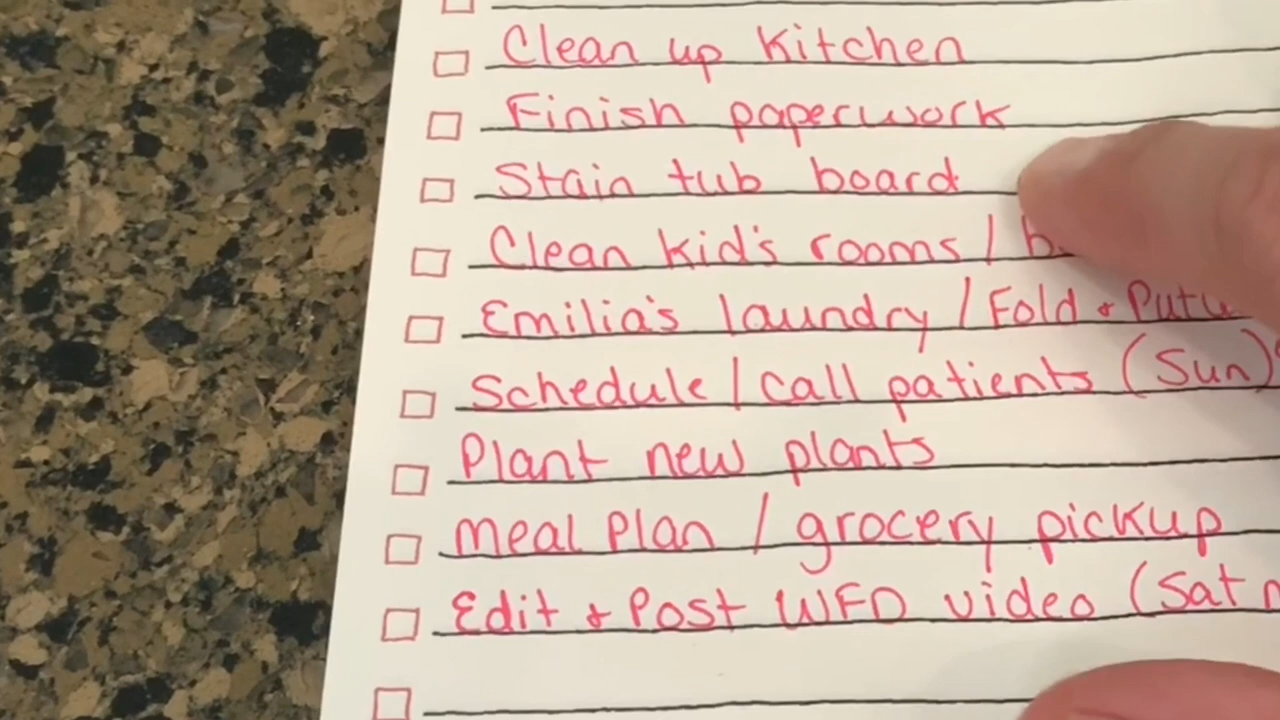 Clean up Kitchen
Finish paperwork
Stain tub board
Clean kid's rooms /
Emilia's laundry / Fold +
Schedule / Call patients (Sun)
Plant new plants
Meal Plan / grocery pickup
Edit + Post WFD video (Sat